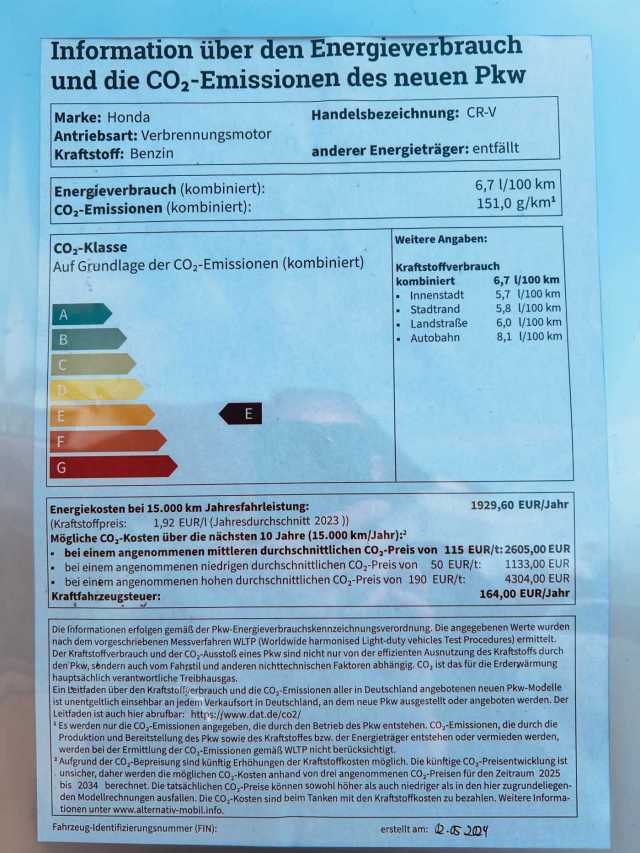 Information über den Energieverbrauch
und die CO₂-Emissionen des neuen Pkw
Marke: Honda
Handelsbezeichnung: CR-V
Antriebsart: Verbrennungsmotor
Kraftstoff: Benzin
anderer Energieträger: entfällt
Energieverbrauch (kombiniert): 6,7 l/100 km
CO₂-Emissionen (kombiniert): 151,0 g/km¹
CO₂-Klasse
Auf Grundlage der CO₂-Emissionen (kombiniert)
A
B
C
D
E E
F
G
Weitere Angaben:
Kraftstoffverbrauch
kombiniert 6,7 l/100 km
• Innenstadt 5,7 l/100 km
• Stadtrand 5,8 l/100 km
• Landstraße 6,0 l/100 km
• Autobahn 8,1 l/100 km
Energiekosten bei 15.000 km Jahresfahrleistung: 1929,60 EUR/Jahr
(Kraftstoffpreis: 1,92 EUR/l (Jahresdurchschnitt 2023 ))
Mögliche CO₂-Kosten über die nächsten 10 Jahre (15.000 km/Jahr):²
• bei einem angenommenen mittleren durchschnittlichen CO₂-Preis von 115 EUR/t: 2605,00 EUR
• bei einem angenommenen niedrigen durchschnittlichen CO₂-Preis von 50 EUR/t: 1133,00 EUR
• bei einem angenommenen hohen durchschnittlichen CO₂-Preis von 190 EUR/t: 4304,00 EUR
Kraftfahrzeugsteuer: 164,00 EUR/Jahr
Die Informationen erfolgen gemäß der Pkw-Energieverbrauchskennzeichnungsverordnung. Die angegebenen Werte wurden
nach dem vorgeschriebenen Messverfahren WLTP (Worldwide harmonised Light-duty vehicles Test Procedures) ermittelt.
Der Kraftstoffverbrauch und der CO₂-Ausstoß eines Pkw sind nicht nur von der effizienten Ausnutzung des Kraftstoffs durch
den Pkw, sondern auch vom Fahrstil und anderen nichttechnischen Faktoren abhängig. CO₂ ist das für die Erderwärmung
hauptsächlich verantwortliche Treibhausgas.
Ein Leitfaden über den Kraftstoffverbrauch und die CO₂-Emissionen aller in Deutschland angebotenen neuen Pkw-Modelle
ist unentgeltlich einsehbar an jedem Verkaufsort in Deutschland, an dem neue Pkw ausgestellt oder angeboten werden. Der
Leitfaden ist auch hier abrufbar: https://www.dat.de/co2/
¹ Es werden nur die CO₂-Emissionen angegeben, die durch den Betrieb des Pkw entstehen. CO₂-Emissionen, die durch die
Produktion und Bereitstellung des Pkw sowie des Kraftstoffes bzw. der Energieträger entstehen oder vermieden werden,
werden bei der Ermittlung der CO₂-Emissionen gemäß WLTP nicht berücksichtigt.
² Aufgrund der CO₂-Bepreisung sind künftig Erhöhungen der Kraftstoffkosten möglich. Die künftige CO₂-Preisentwicklung ist
unsicher, daher werden die möglichen CO₂-Kosten anhand von drei angenommenen CO₂-Preisen für den Zeitraum 2025
bis 2034 berechnet. Die tatsächlichen CO₂-Preise können sowohl höher als auch niedriger als in den hier zugrundeliegen-
den Modellrechnungen ausfallen. Die CO₂-Kosten sind beim Tanken mit den Kraftstoffkosten zu bezahlen. Weitere Informa-
tionen unter www.alternativ-mobil.info.
Fahrzeug-Identifizierungsnummer (FIN): erstellt am: 02.05.2024